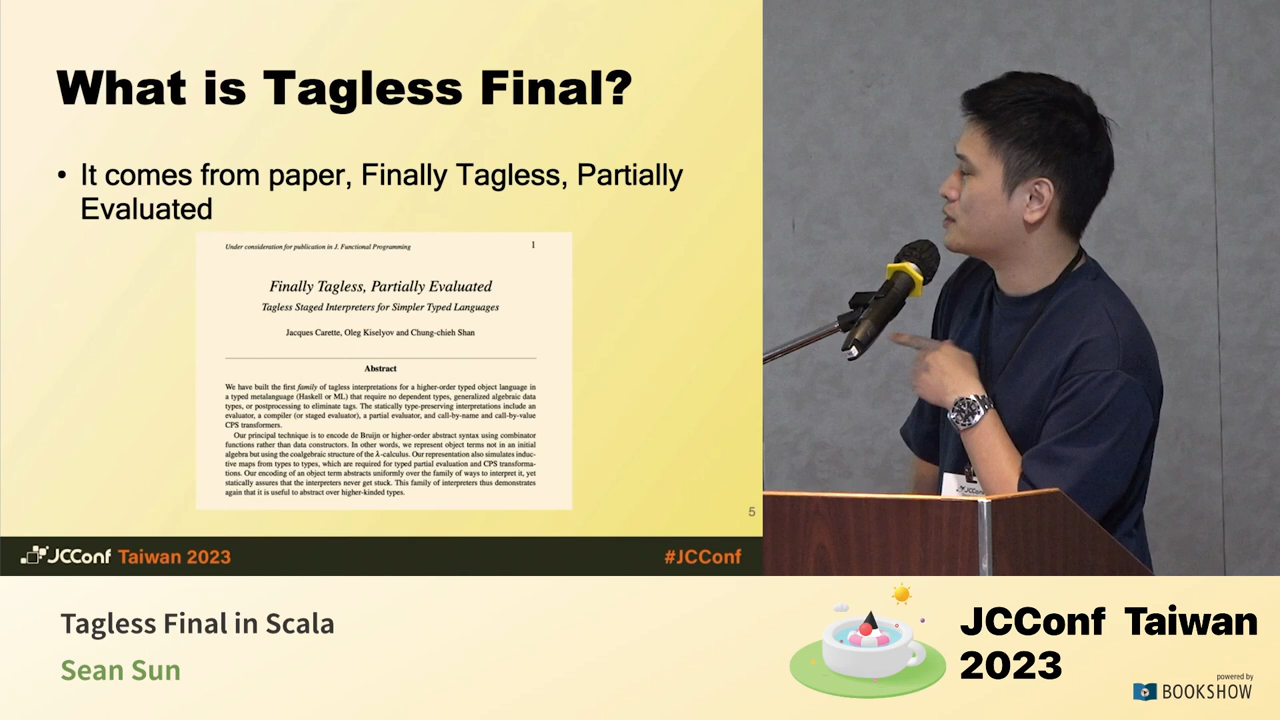 What is Tagless Final?
• It comes from paper, Finally Tagless, Partially
Evaluated
Under consideration for publication in J. Functional Programming
1
Finally Tagless, Partially Evaluated
Tagless Staged Interpreters for Simpler Typed Languages
Jacques Carette, Oleg Kiselyov and Chung-chieh Shan
Abstract
We have built the first family of tagless interpretations for a higher-order typed object language in
a typed metalanguage (Haskell or ML) that require no dependent types, generalized algebraic data
types, or postprocessing to eliminate tags. The statically type-preserving interpretations include an
evaluator, a compiler (or staged evaluator), a partial evaluator, and call-by-name and call-by-value
CPS transformers.
Our principal technique is to encode de Bruijn or higher-order abstract syntax using combinator
functions rather than data constructors. In other words, we represent object terms not in an initial
algebra but using the coalgebraic structure of the λ-calculus. Our representation also simulates induc-
tive maps from types to types, which are required for typed partial evaluation and CPS transforma-
tions. Our encoding of an object term abstracts uniformly over the family of ways to interpret it, yet
statically assures that the interpreters never get stuck. This family of interpreters thus demonstrates
again that it is useful to abstract over higher-kinded types.
5
JCConf Taiwan 2023
#JCConf
JCConf
Tagless Final in Scala
Sean Sun
JCConf Taiwan
2023
powered by
BOOKSHOW